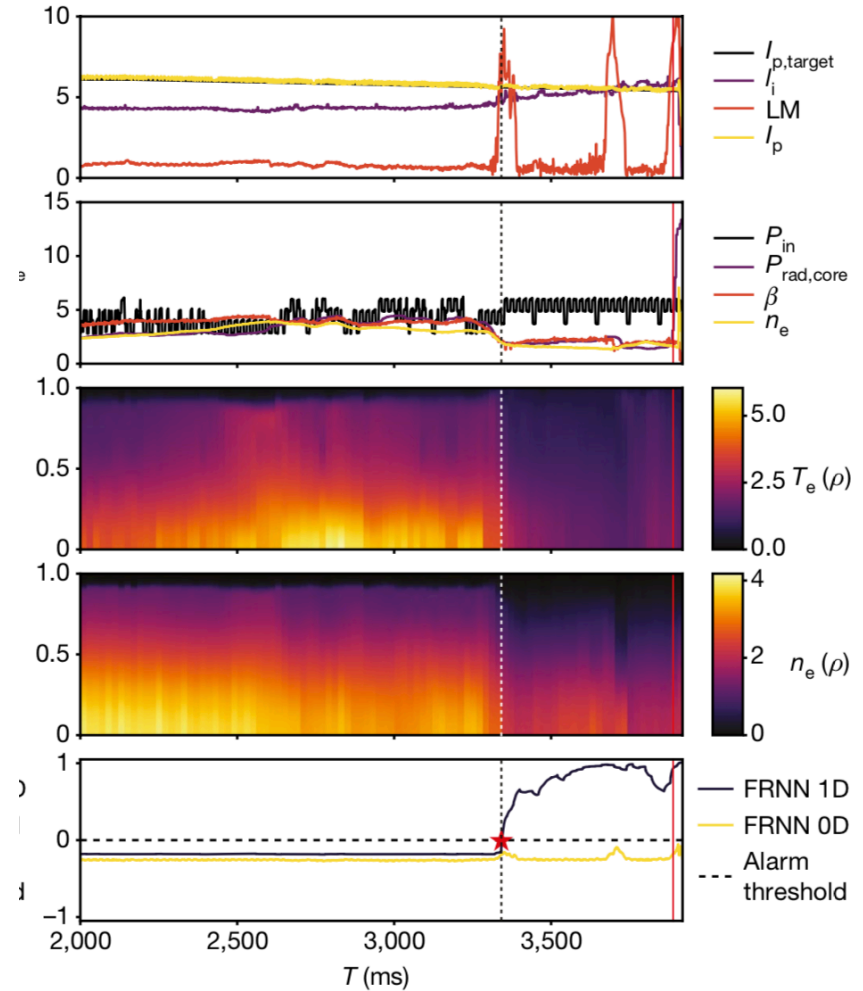 10
5
0
I_p,target
l_i
LM
I_p
e
15
10
5
0
P_in
P_rad,core
β
n_e
1.0
0.5
0
5.0
2.5
0.0
T_e (ρ)
1.0
0.5
0
4
2
0
n_e (ρ)
1
0
−1
d
FRNN 1D
FRNN 0D
Alarm
threshold
2,000
2,500
3,000
3,500
T (ms)